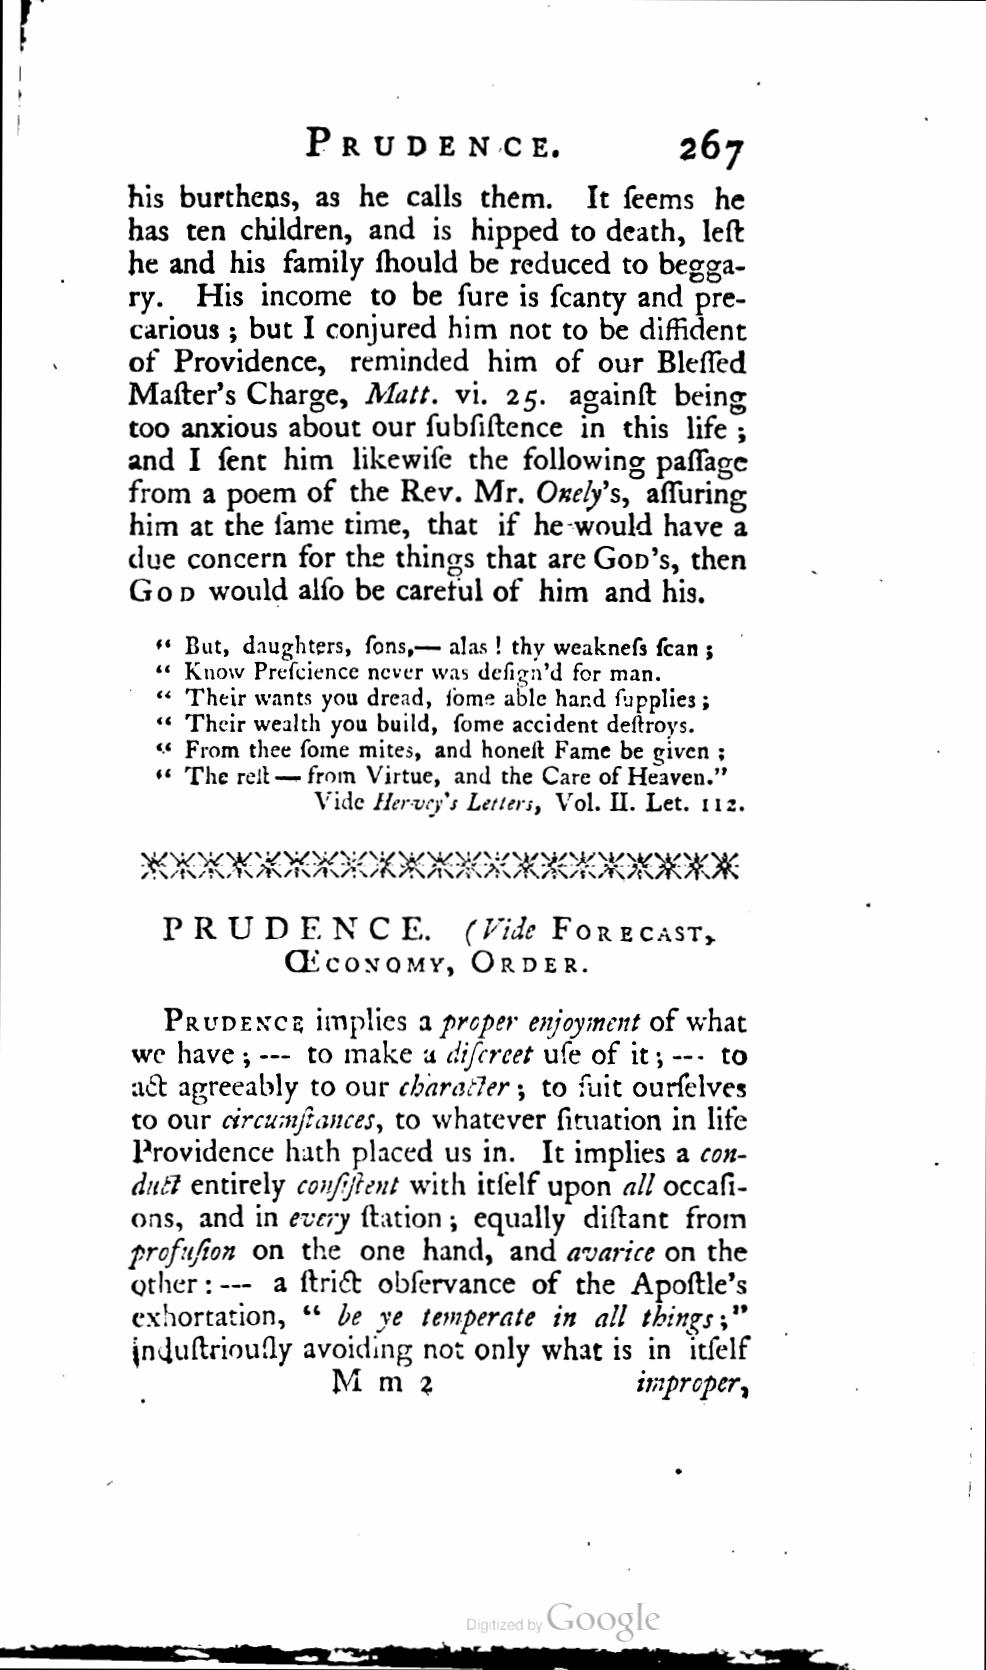 PRUDENCE. 267
his burthens, as he calls them. It ſeems he
has ten children, and is hipped to death, leſt
he and his family ſhould be reduced to begga-
ry. His income to be ſure is ſcanty and pre-
carious ; but I conjured him not to be diffident
of Providence, reminded him of our Bleſſed
Maſter's Charge, Matt. vi. 25. againſt being
too anxious about our ſubſiſtence in this life ;
and I ſent him likewiſe the following paſſage
from a poem of the Rev. Mr. Onely's, aſſuring
him at the ſame time, that if he would have a
due concern for the things that are GOD's, then
GOD would alſo be careful of him and his.
“ But, daughters, ſons,— alas ! thy weakneſs ſcan ;
“ Know Preſcience never was deſign'd for man.
“ Their wants you dread, ſome able hand ſupplies ;
“ Their wealth you build, ſome accident deſtroys.
“ From thee ſome mites, and honeſt Fame be given ;
“ The reſt — from Virtue, and the Care of Heaven.”
Vide Hervey's Letters, Vol. II. Let. 112.
PRUDENCE. (Vide FORECAST,
ŒCONOMY, ORDER.
PRUDENCE implies a proper enjoyment of what
we have ; --- to make a diſcreet uſe of it ; --- to
act agreeably to our character ; to ſuit ourſelves
to our circumſtances, to whatever ſituation in life
Providence hath placed us in. It implies a con-
duct entirely conſiſtent with itſelf upon all occaſi-
ons, and in every ſtation ; equally diſtant from
profuſion on the one hand, and avarice on the
other : --- a ſtrict obſervance of the Apoſtle's
exhortation, “ be ye temperate in all things ;”
induſtriouſly avoiding not only what is in itſelf
M m 2 improper,
Digitized by Google